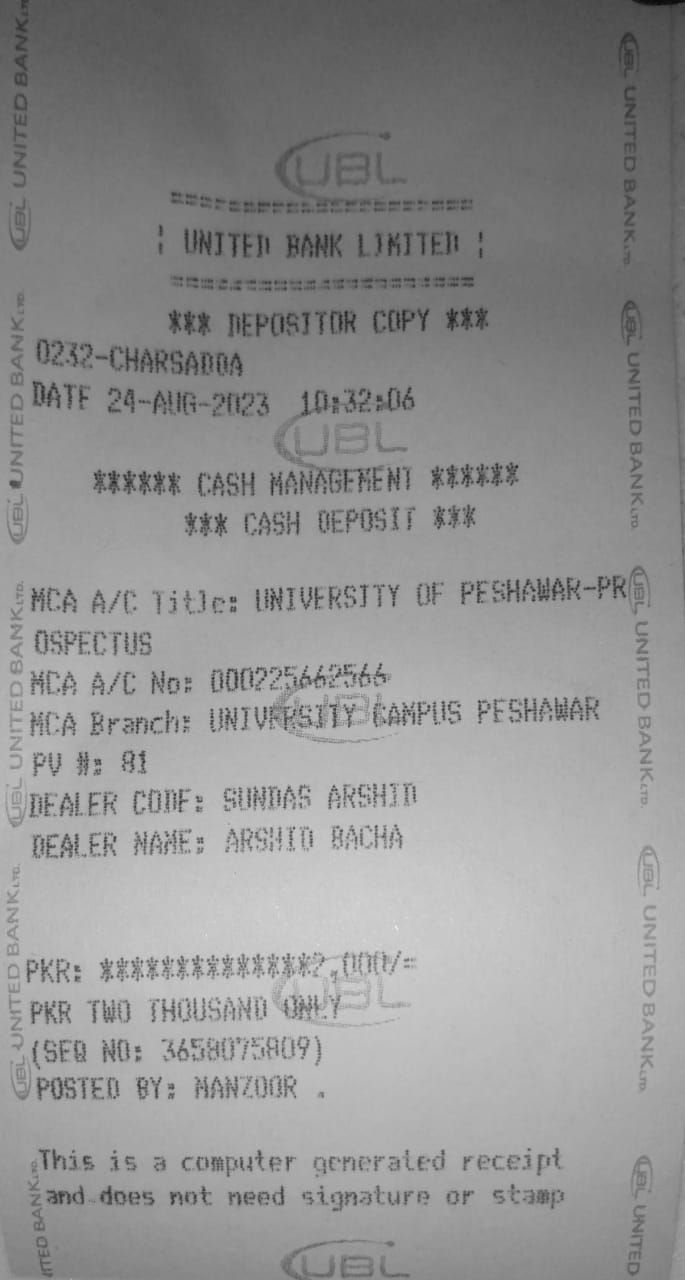 UBL
====================
| UNITED BANK LIMITED |
====================
*** DEPOSITOR COPY ***
0232-CHARSADDA
DATE 24-AUG-2023 10:32:06
UBL
****** CASH MANAGEMENT ******
*** CASH DEPOSIT ***
MCA A/C Title: UNIVERSITY OF PESHAWAR-PR
OSPECTUS
MCA A/C No: 000225662566
UBL
MCA Branch: UNIVERSITY CAMPUS PESHAWAR
PV #: 81
DEALER CODE: SUNDAS ARSHID
DEALER NAME: ARSHID BACHA
PKR: **************2,000/=
UBL
PKR TWO THOUSAND ONLY
(SEQ NO: 3658075809)
POSTED BY: MANZOOR .
This is a computer generated receipt
and does not need signature or stamp
UBL
UBL UNITED BANK LTD.
UBL UNITED BANK LTD.
UBL UNITED BANK LTD.
UBL UNITED BANK LTD.
UNITED BANK LTD.
UBL UNITED BANK LTD.
UBL UNITED BANK LTD.
UBL UNITED BANK LTD.
UBL UNITED BANK LTD.
UBL UNITED